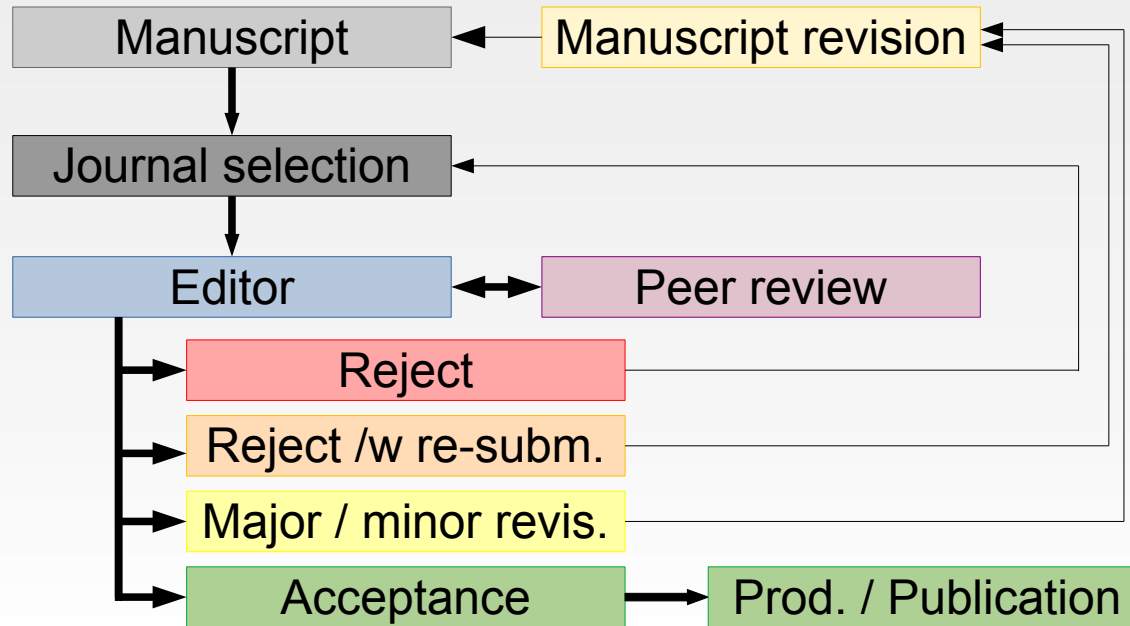 Manuscript
Manuscript revision
Journal selection
Editor
Peer review
Reject
Reject /w re-subm.
Major / minor revis.
Acceptance
Prod. / Publication